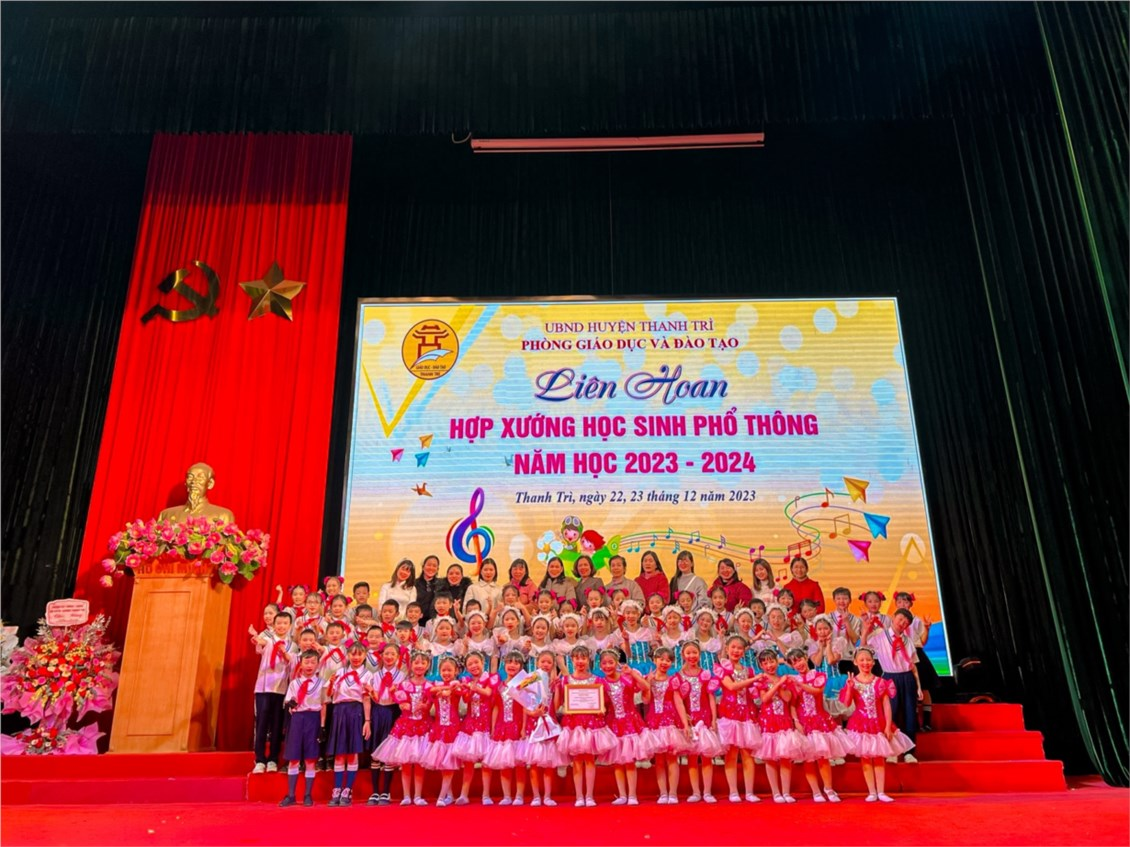 UBND HUYỆN THANH TRÌ
PHÒNG GIÁO DỤC VÀ ĐÀO TẠO
Liên Hoan
HỢP XƯỚNG HỌC SINH PHỔ THÔNG
NĂM HỌC 2023 - 2024
Thanh Trì, ngày 22, 23 tháng 12 năm 2023